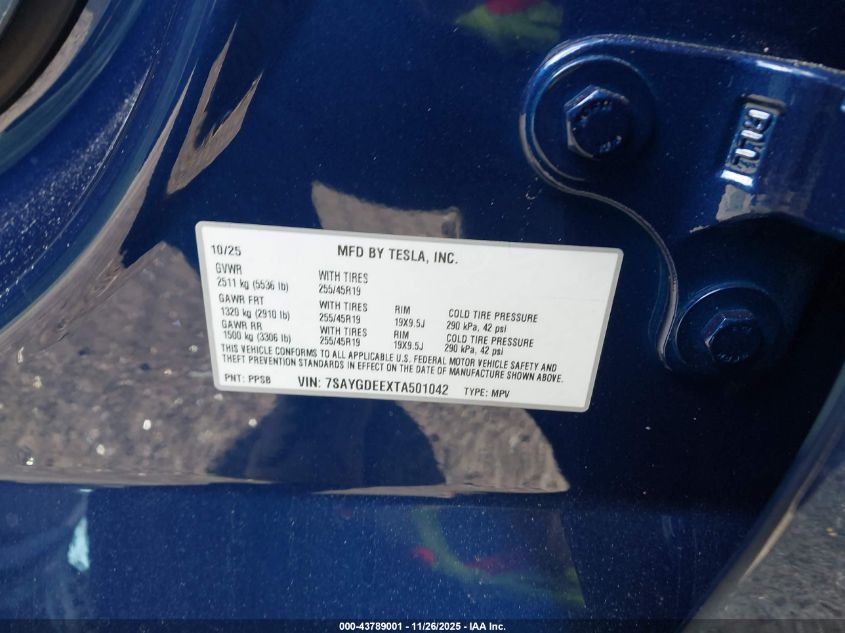 10/25 MFD BY TESLA, INC.
GVWR WITH TIRES
2511 kg (5536 lb) 255/45R19
GAWR FRT WITH TIRES RIM COLD TIRE PRESSURE
1320 kg (2910 lb) 255/45R19 19X9.5J 290 kPa, 42 psi
GAWR RR WITH TIRES RIM COLD TIRE PRESSURE
1500 kg (3306 lb) 255/45R19 19X9.5J 290 kPa, 42 psi
THIS VEHICLE CONFORMS TO ALL APPLICABLE U.S. FEDERAL MOTOR VEHICLE SAFETY AND
THEFT PREVENTION STANDARDS IN EFFECT ON THE DATE OF MANUFACTURE SHOWN ABOVE.
PNT: PPSB VIN: 7SAYGDEEXTA501042 TYPE: MPV
000-43789001 - 11/26/2025 - IAA Inc.